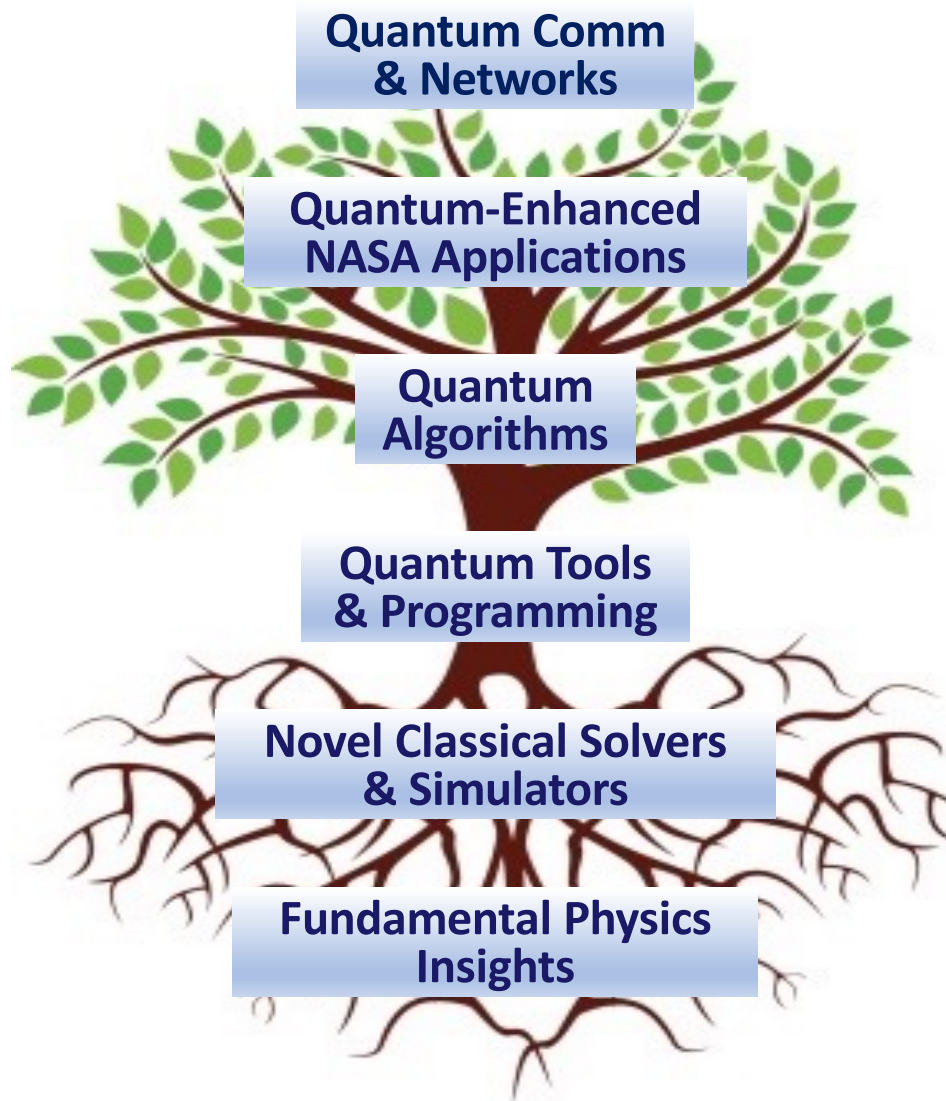 Quantum Comm
& Networks
Quantum-Enhanced
NASA Applications
Quantum
Algorithms
Quantum Tools
& Programming
Novel Classical Solvers
& Simulators
Fundamental Physics
Insights